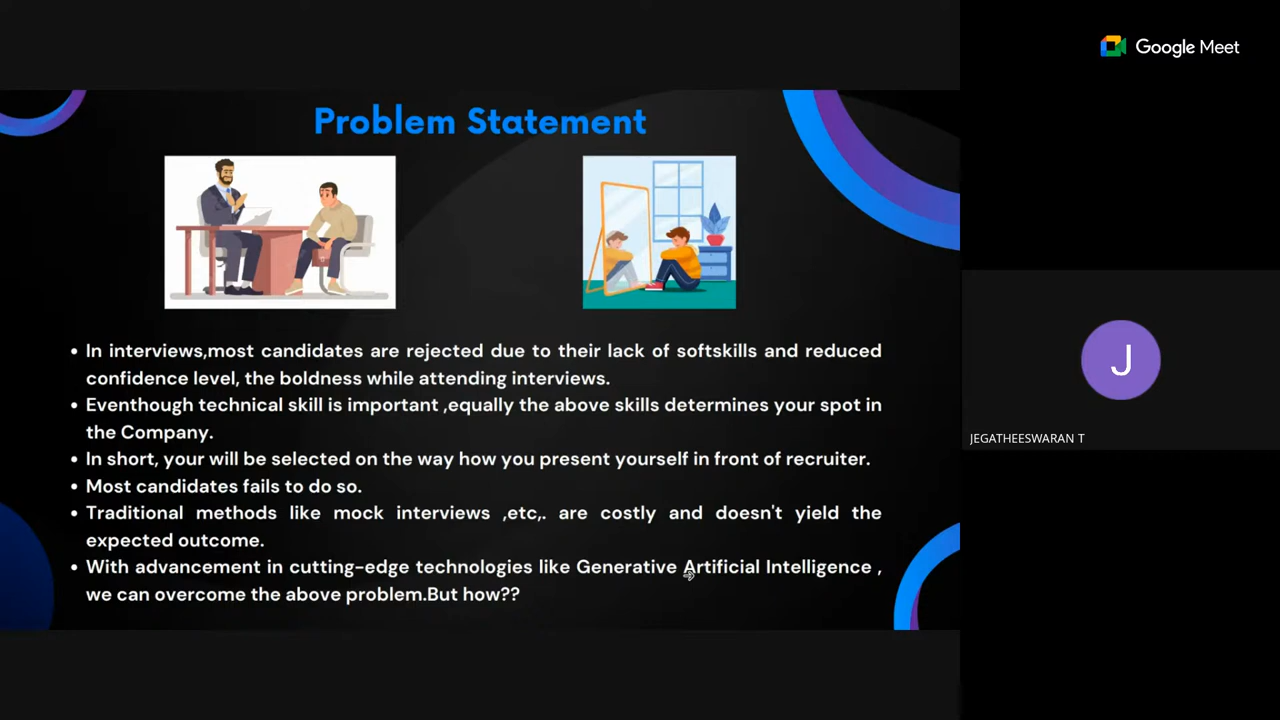 Google Meet
Problem Statement
• In interviews,most candidates are rejected due to their lack of softskills and reduced
confidence level, the boldness while attending interviews.
• Eventhough technical skill is important ,equally the above skills determines your spot in
the Company.
• In short, your will be selected on the way how you present yourself in front of recruiter.
• Most candidates fails to do so.
• Traditional methods like mock interviews ,etc,. are costly and doesn't yield the
expected outcome.
• With advancement in cutting-edge technologies like Generative Artificial Intelligence ,
we can overcome the above problem.But how??
J
JEGATHEESWARAN T